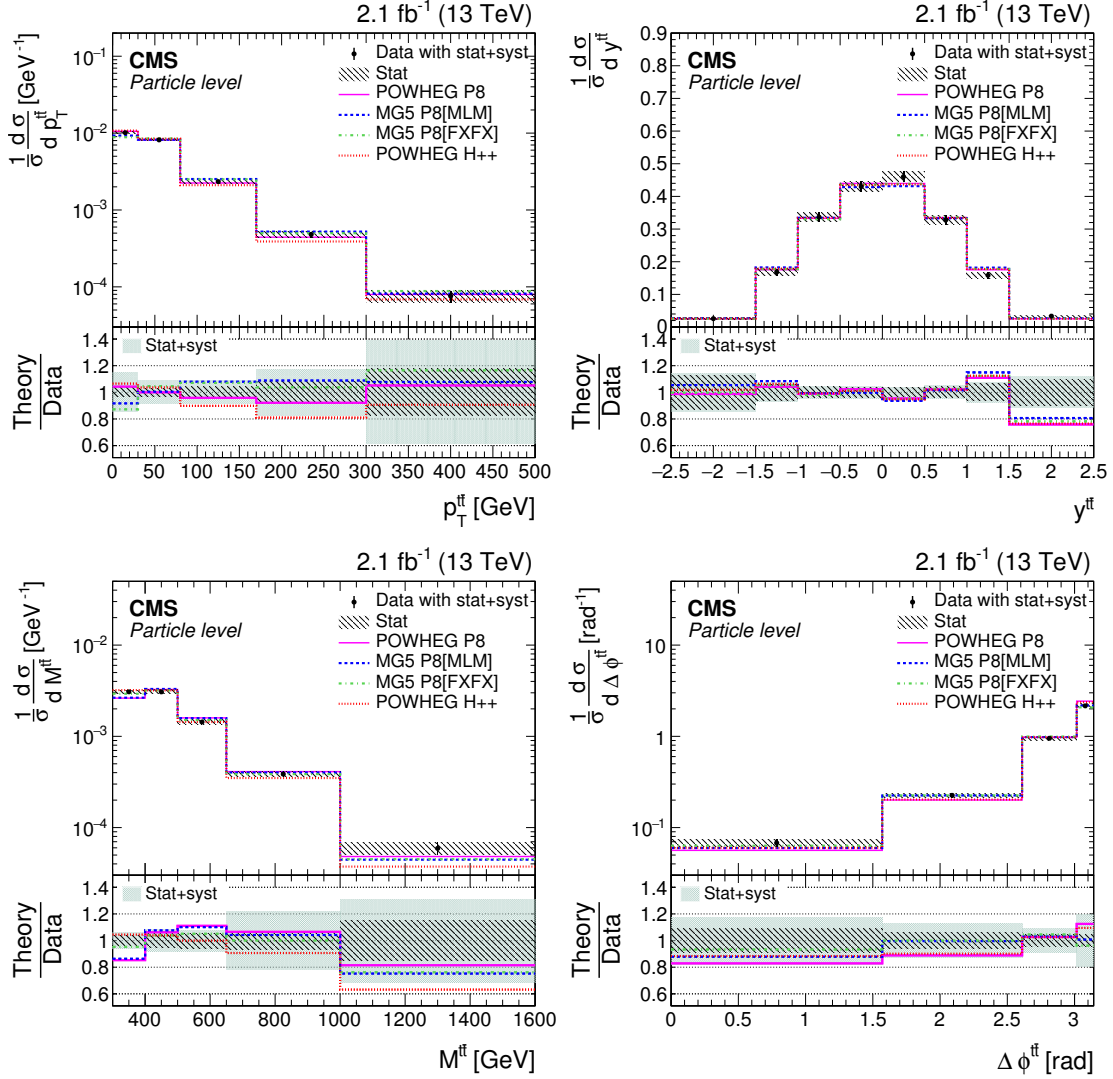 2.1 fb⁻¹ (13 TeV)
1/σ dσ/d p_T^{tt̄} [GeV⁻¹]
CMS
Particle level
Data with stat+syst
Stat
POWHEG P8
MG5 P8[MLM]
MG5 P8[FXFX]
POWHEG H++
10⁻¹
10⁻²
10⁻³
10⁻⁴
Theory/Data
Stat+syst
1.4
1.2
1
0.8
0.6
0 50 100 150 200 250 300 350 400 450 500
p_T^{tt̄} [GeV]
2.1 fb⁻¹ (13 TeV)
1/σ dσ/d y^{tt̄}
CMS
Particle level
Data with stat+syst
Stat
POWHEG P8
MG5 P8[MLM]
MG5 P8[FXFX]
POWHEG H++
0.9
0.8
0.7
0.6
0.5
0.4
0.3
0.2
0.1
0
Theory/Data
Stat+syst
1.4
1.2
1
0.8
0.6
−2.5 −2 −1.5 −1 −0.5 0 0.5 1 1.5 2 2.5
y^{tt̄}
2.1 fb⁻¹ (13 TeV)
1/σ dσ/d M^{tt̄} [GeV⁻¹]
CMS
Particle level
Data with stat+syst
Stat
POWHEG P8
MG5 P8[MLM]
MG5 P8[FXFX]
POWHEG H++
10⁻²
10⁻³
10⁻⁴
Theory/Data
Stat+syst
1.4
1.2
1
0.8
0.6
400 600 800 1000 1200 1400 1600
M^{tt̄} [GeV]
2.1 fb⁻¹ (13 TeV)
1/σ dσ/d Δϕ^{tt̄} [rad⁻¹]
CMS
Particle level
Data with stat+syst
Stat
POWHEG P8
MG5 P8[MLM]
MG5 P8[FXFX]
POWHEG H++
10
1
10⁻¹
Theory/Data
Stat+syst
1.4
1.2
1
0.8
0.6
0 0.5 1 1.5 2 2.5 3
Δ ϕ^{tt̄} [rad]